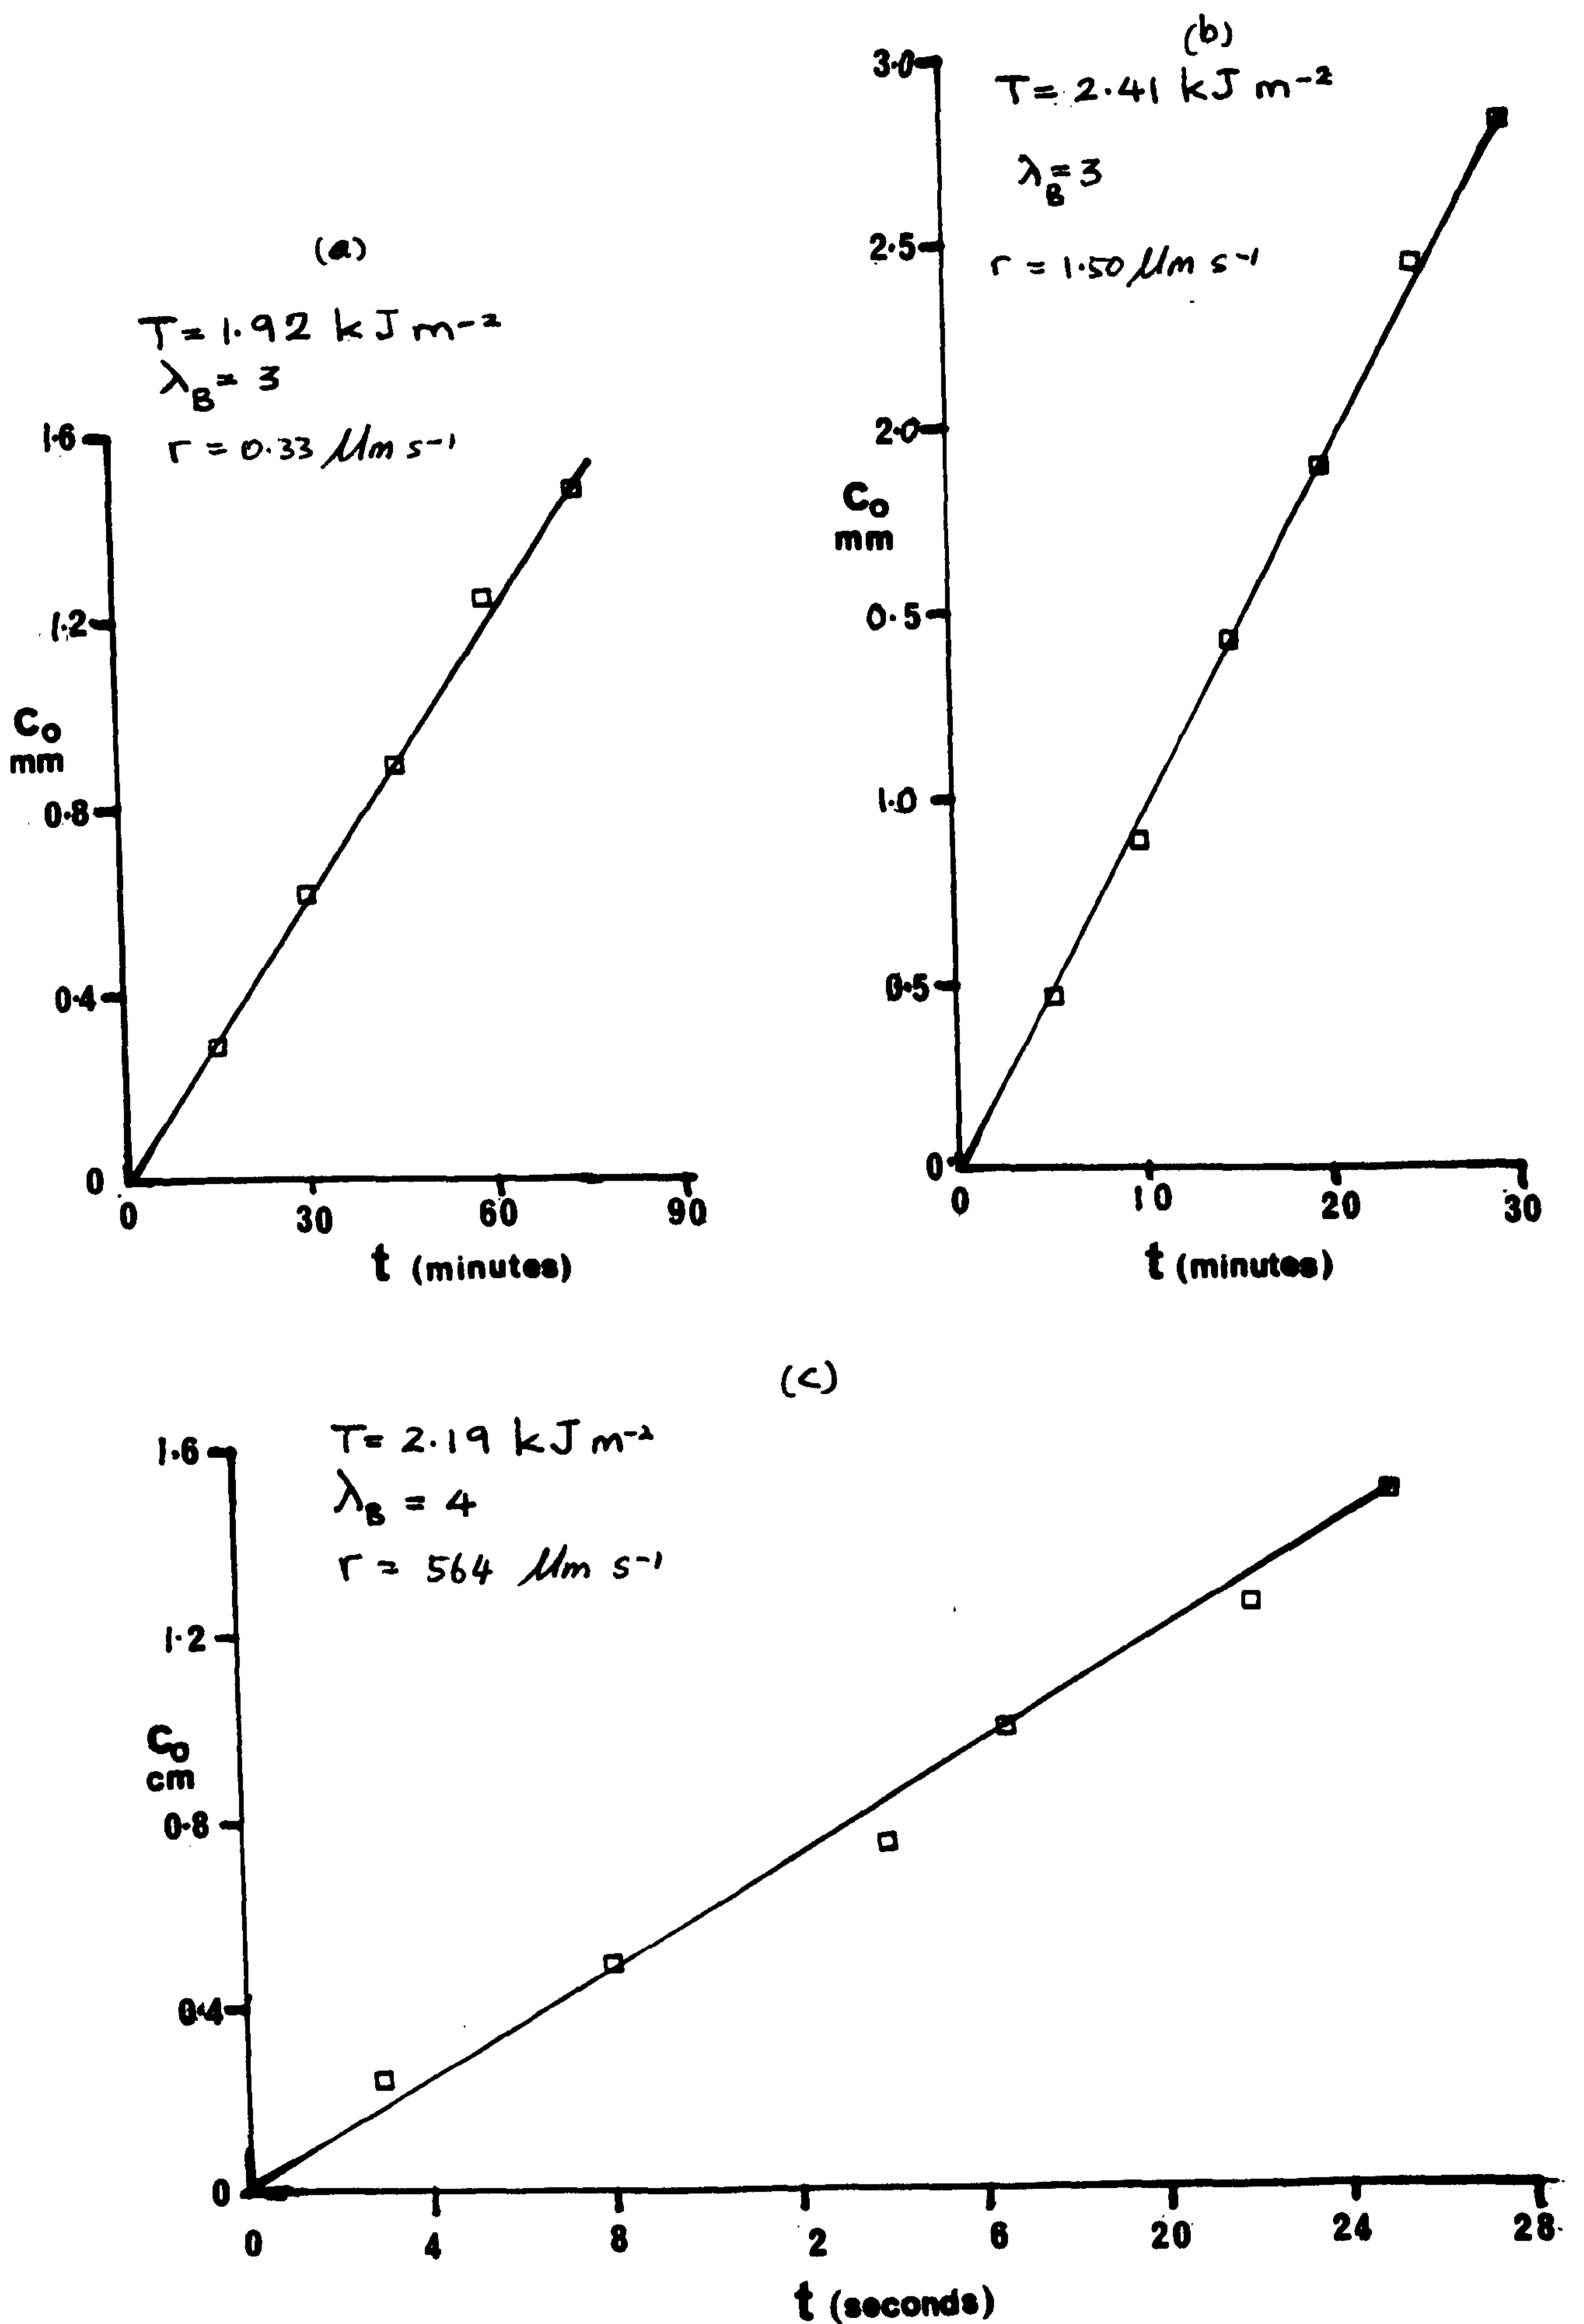 (a)
T= 1.92 kJ m⁻²
λB = 3
r = 0.33 μm s⁻¹
1.6
1.2
C₀
mm
0.8
0.4
0
0 30 60 90
t (minutes)
(b)
3.0
T= 2.41 kJ m⁻²
λB = 3
2.5
r = 1.50 μm s⁻¹
2.0
C₀
mm
0.5
1.0
0.5
0
0 10 20 30
t (minutes)
(c)
1.6
T= 2.19 kJ m⁻²
λB = 4
r = 564 μm s⁻¹
1.2
C₀
cm
0.8
0.4
0
0 4 8 2 6 20 24 28
t (seconds)